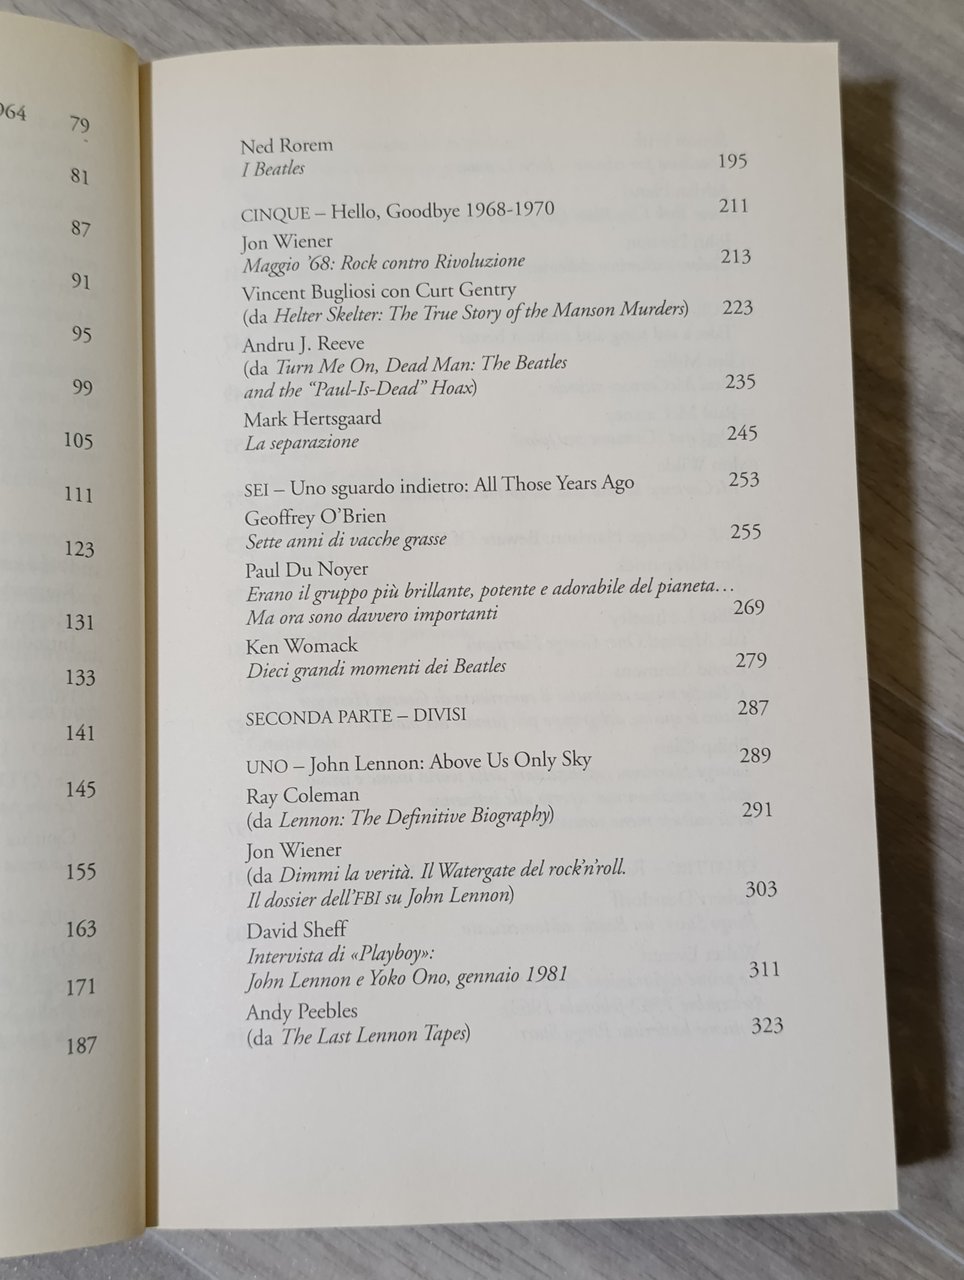 964 79
81
87
91
95
99
105
111
123
131
133
141
145
155
163
171
187
Ned Rorem
I Beatles 195
CINQUE – Hello, Goodbye 1968-1970 211
Jon Wiener
Maggio ’68: Rock contro Rivoluzione 213
Vincent Bugliosi con Curt Gentry
(da Helter Skelter: The True Story of the Manson Murders) 223
Andru J. Reeve
(da Turn Me On, Dead Man: The Beatles
and the “Paul-Is-Dead” Hoax) 235
Mark Hertsgaard
La separazione 245
SEI – Uno sguardo indietro: All Those Years Ago 253
Geoffrey O’Brien
Sette anni di vacche grasse 255
Paul Du Noyer
Erano il gruppo più brillante, potente e adorabile del pianeta…
Ma ora sono davvero importanti 269
Ken Womack
Dieci grandi momenti dei Beatles 279
SECONDA PARTE – DIVISI 287
UNO – John Lennon: Above Us Only Sky 289
Ray Coleman
(da Lennon: The Definitive Biography) 291
Jon Wiener
(da Dimmi la verità. Il Watergate del rock’n’roll.
Il dossier dell’FBI su John Lennon) 303
David Sheff
Intervista di «Playboy»:
John Lennon e Yoko Ono, gennaio 1981 311
Andy Peebles
(da The Last Lennon Tapes) 323